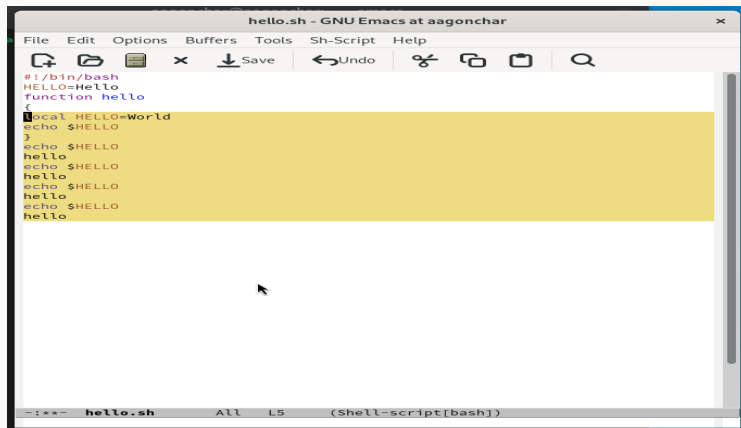 hello.sh - GNU Emacs at aagonchar
File Edit Options Buffers Tools Sh-Script Help
Save Undo
#!/bin/bash
HELLO=Hello
function hello
{
local HELLO=World
echo $HELLO
}
echo $HELLO
hello
echo $HELLO
hello
echo $HELLO
hello
echo $HELLO
hello
-:**- hello.sh All L5 (Shell-script[bash])